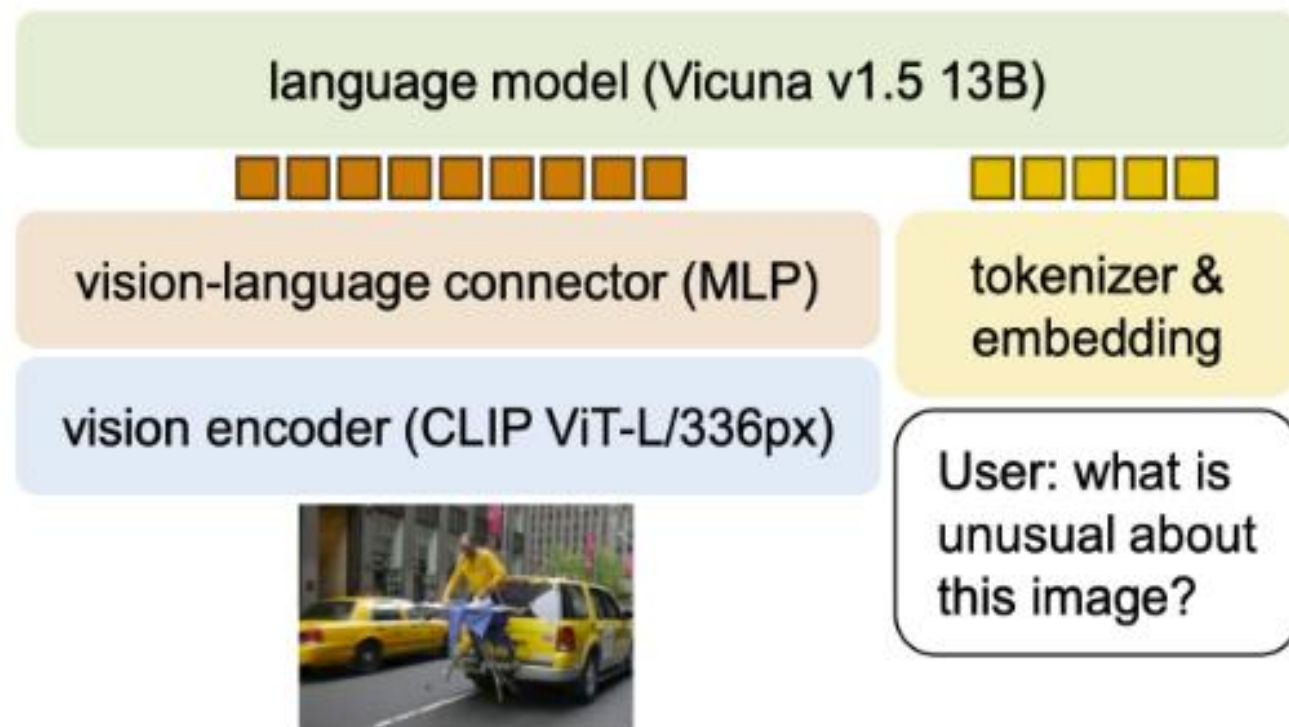 language model (Vicuna v1.5 13B)
vision-language connector (MLP)
tokenizer &
embedding
vision encoder (CLIP ViT-L/336px)
User: what is
unusual about
this image?